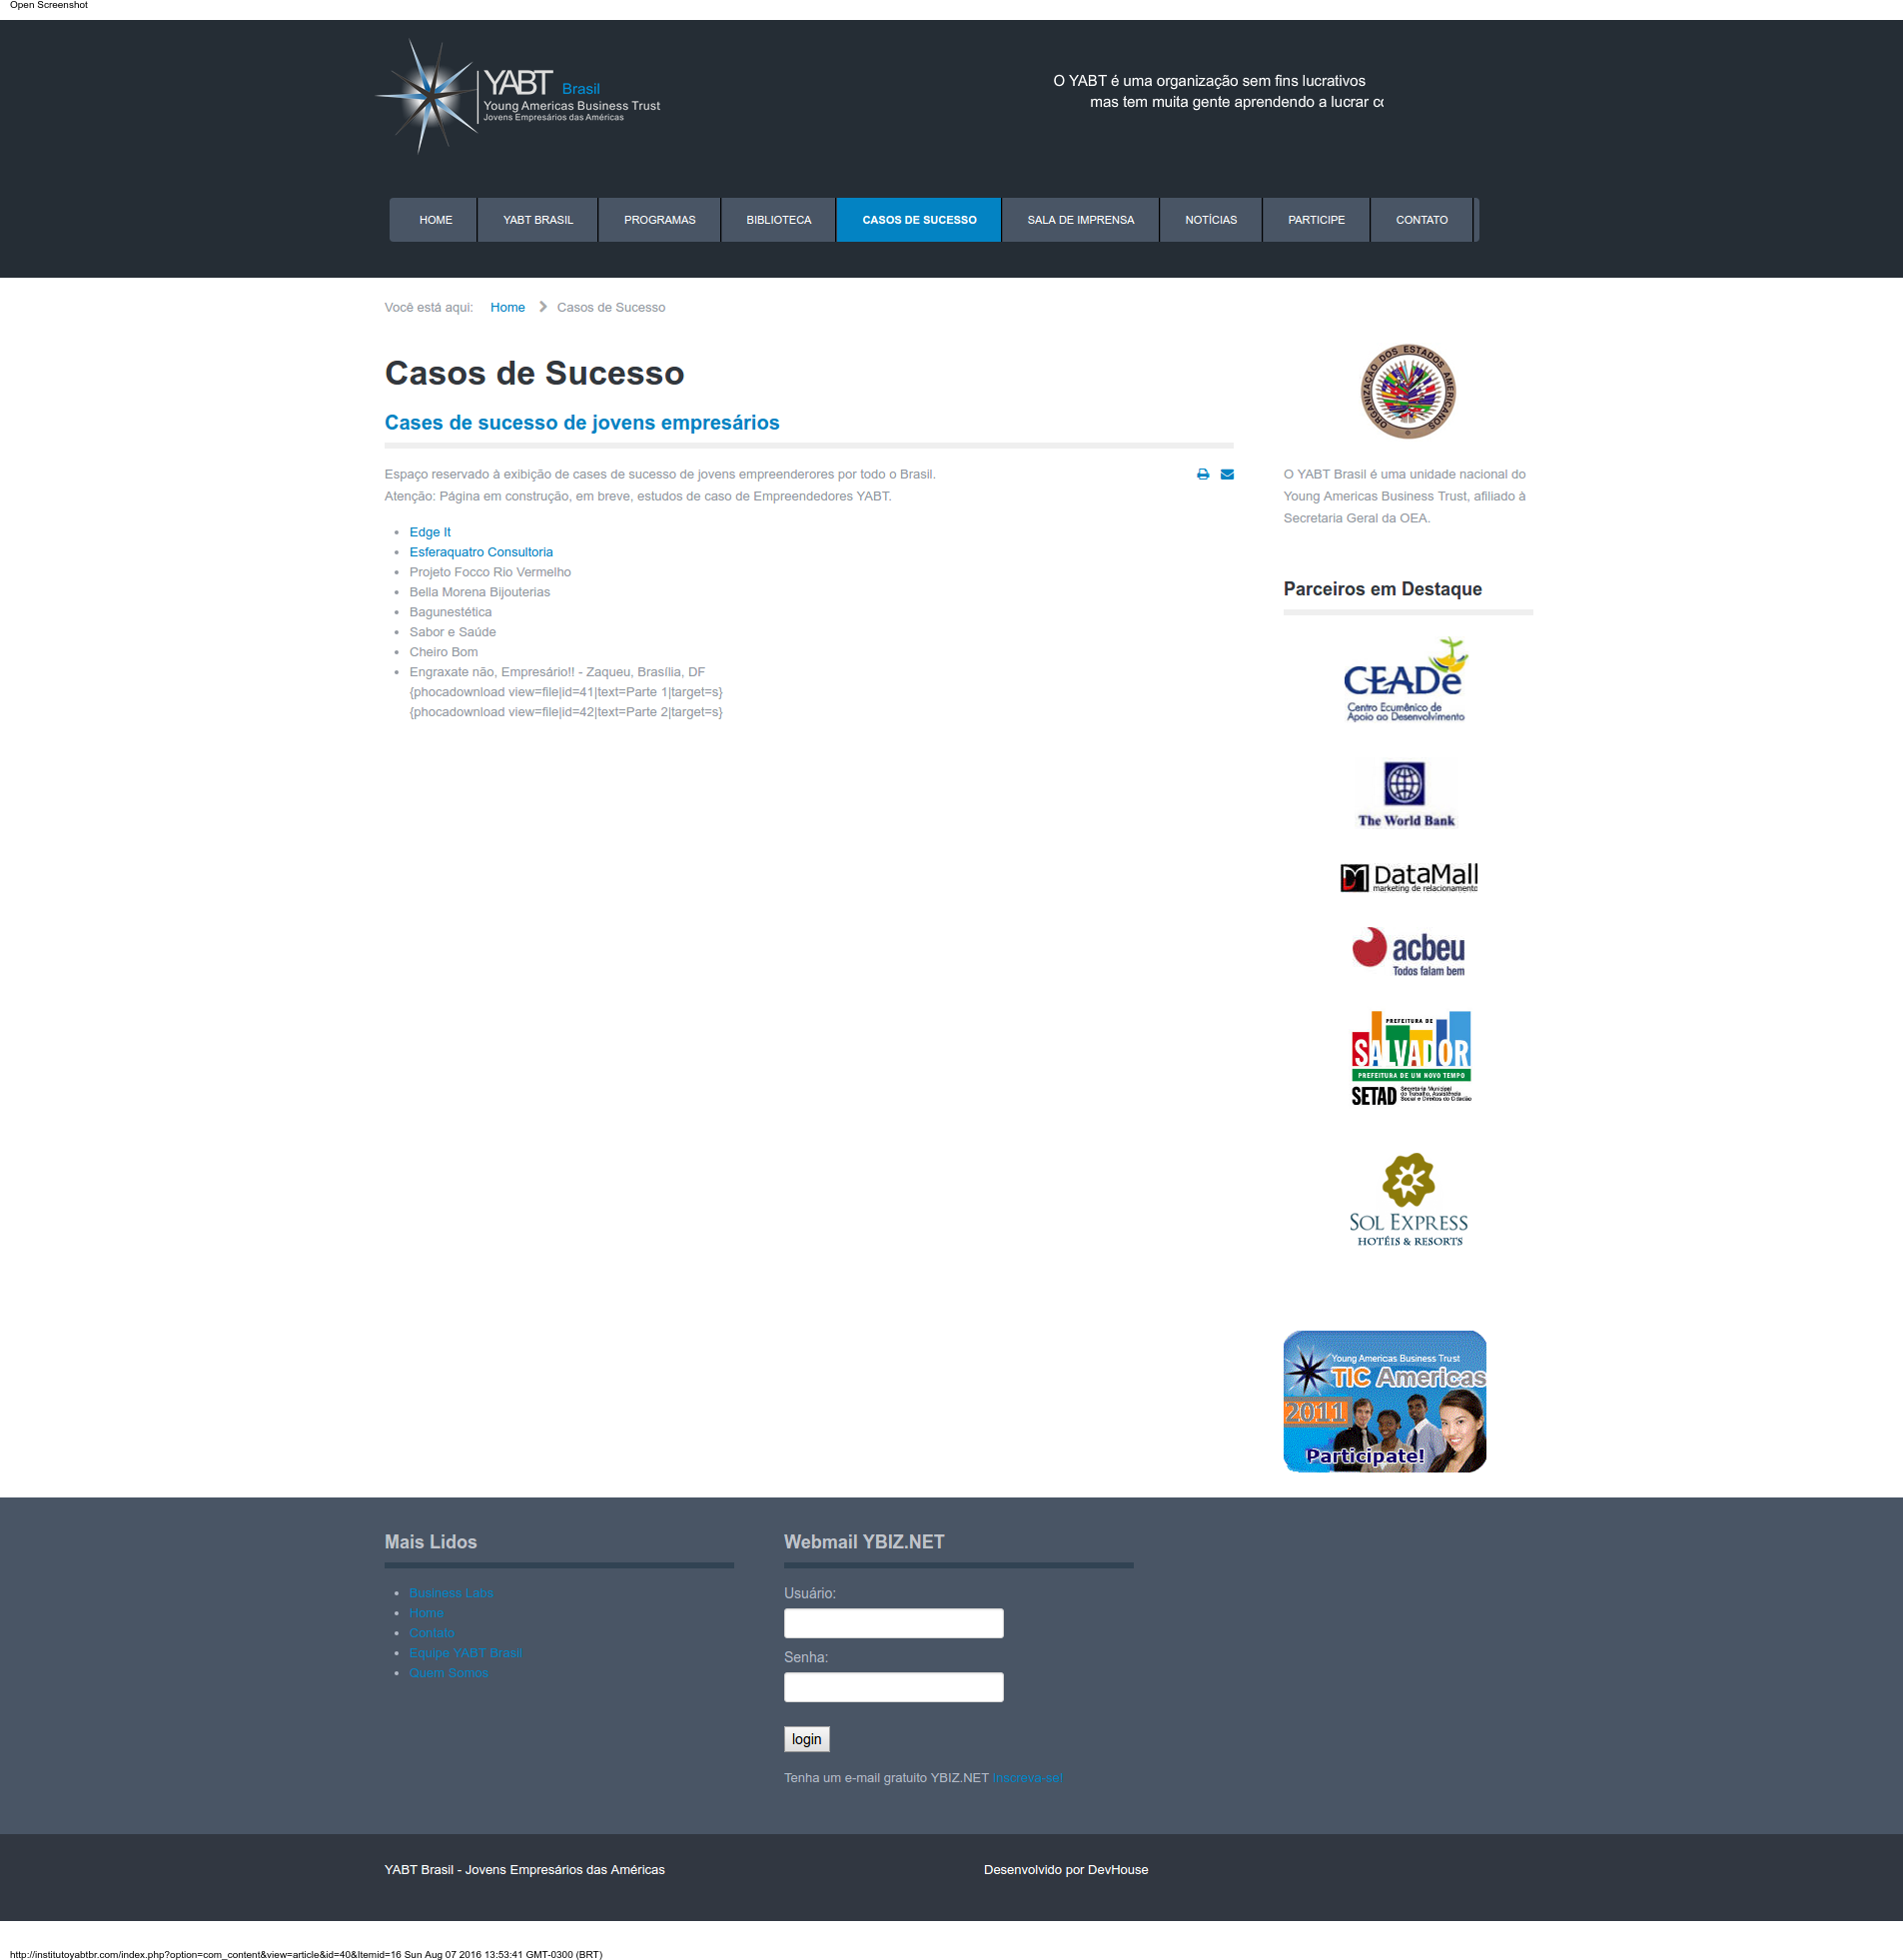 Open Screenshot
YABT Brasil
Young Americas Business Trust
Jovens Empresários das Américas
O YABT é uma organização sem fins lucrativos
mas tem muita gente aprendendo a lucrar
HOME YABT BRASIL PROGRAMAS BIBLIOTECA CASOS DE SUCESSO SALA DE IMPRENSA NOTÍCIAS PARTICIPE CONTATO
Você está aqui: Home Casos de Sucesso
Casos de Sucesso
Cases de sucesso de jovens empresários
Espaço reservado à exibição de cases de sucesso de jovens empreenderores por todo o Brasil.
Atenção: Página em construção, em breve, estudos de caso de Empreendedores YABT.
Edge It
Esferaquatro Consultoria
Projeto Focco Rio Vermelho
Bella Morena Bijouterias
Bagunestética
Sabor e Saúde
Cheiro Bom
Engraxate não, Empresário!! - Zaqueu, Brasília, DF
{phocadownload view=file|id=41|text=Parte 1|target=s}
{phocadownload view=file|id=42|text=Parte 2|target=s}
ORGANIZAÇÃO DOS ESTADOS AMERICANOS
O YABT Brasil é uma unidade nacional do
Young Americas Business Trust, afiliado à
Secretaria Geral da OEA.
Parceiros em Destaque
CEADe
Centro Ecumênico de
Apoio ao Desenvolvimento
The World Bank
DataMall
marketing de relacionamento
acbeu
Todos falam bem
PREFEITURA DE
SALVADOR
PREFEITURA DE UM NOVO TEMPO
SETAD
Secretaria Municipal
do Trabalho, Assistência
Social e Direitos do Cidadão
SOL EXPRESS
HOTÉIS & RESORTS
Young Americas Business Trust
TIC Americas
2011
Participate!
Mais Lidos
Business Labs
Home
Contato
Equipe YABT Brasil
Quem Somos
Webmail YBIZ.NET
Usuário:
Senha:
login
Tenha um e-mail gratuito YBIZ.NET Inscreva-se!
YABT Brasil - Jovens Empresários das Américas
Desenvolvido por DevHouse
http://institutoyabtbr.com/index.php?option=com_content&view=article&id=40&Itemid=16 Sun Aug 07 2016 13:53:41 GMT-0300 (BRT)